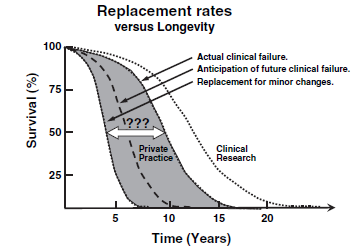 Replacement rates
versus Longevity
Survival (%)
100
75
50
25
Actual clinical failure.
Anticipation of future clinical failure.
Replacement for minor changes.
???
Private
Practice
Clinical
Research
5
10
15
20
Time (Years)